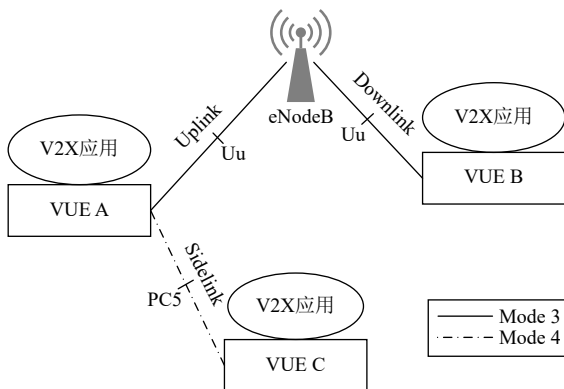 eNodeB
Uplink
Uu
Downlink
Uu
V2X应用
VUE A
V2X应用
VUE B
Sidelink
PC5
V2X应用
VUE C
Mode 3
Mode 4